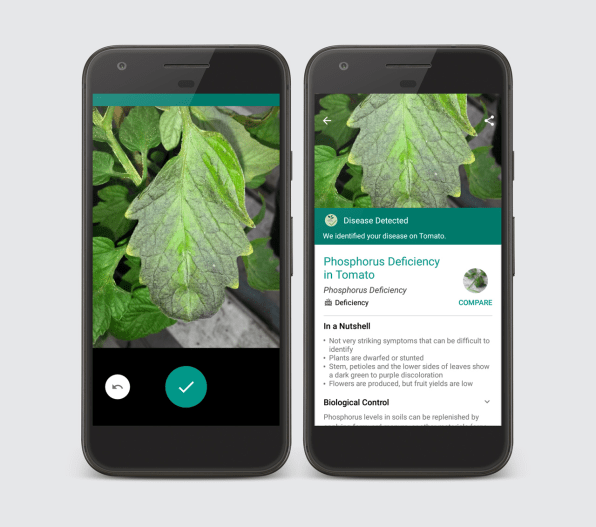 Disease Detected
We identified your disease on Tomato.
Phosphorus Deficiency
in Tomato
Phosphorus Deficiency
Deficiency
COMPARE
In a Nutshell
• Not very striking symptoms that can be difficult to
identify
• Plants are dwarfed or stunted
• Stem, petioles and the lower sides of leaves show
a dark green to purple discoloration
• Flowers are produced, but fruit yields are low
Biological Control
Phosphorus levels in soils can be replenished by